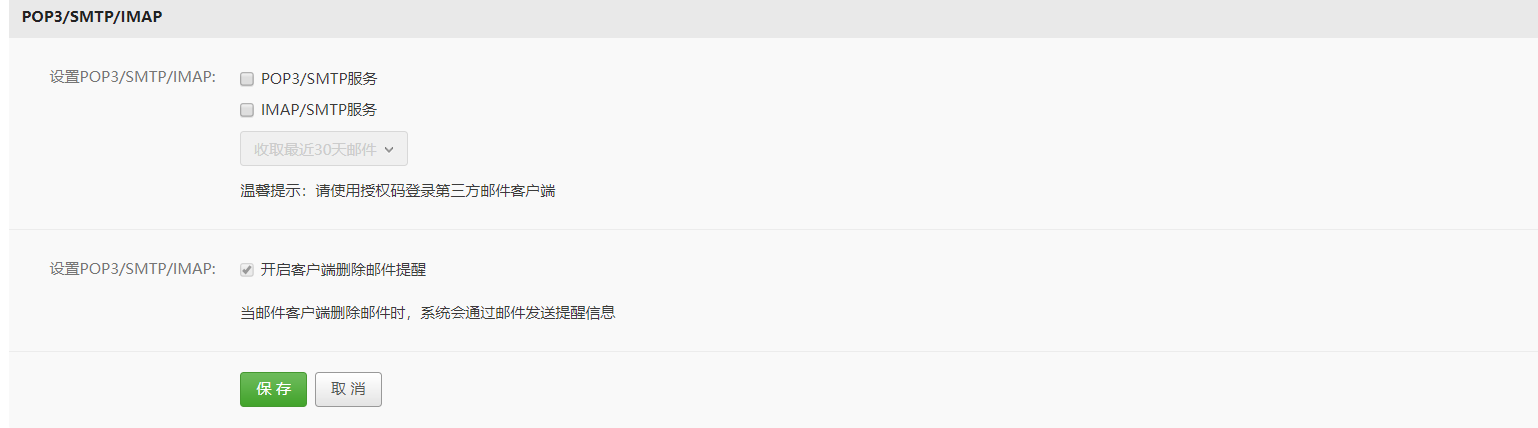 POP3/SMTP/IMAP
设置POP3/SMTP/IMAP: POP3/SMTP服务
IMAP/SMTP服务
收取最近30天邮件
温馨提示：请使用授权码登录第三方邮件客户端
设置POP3/SMTP/IMAP: 开启客户端删除邮件提醒
当邮件客户端删除邮件时，系统会通过邮件发送提醒信息
保 存 取 消